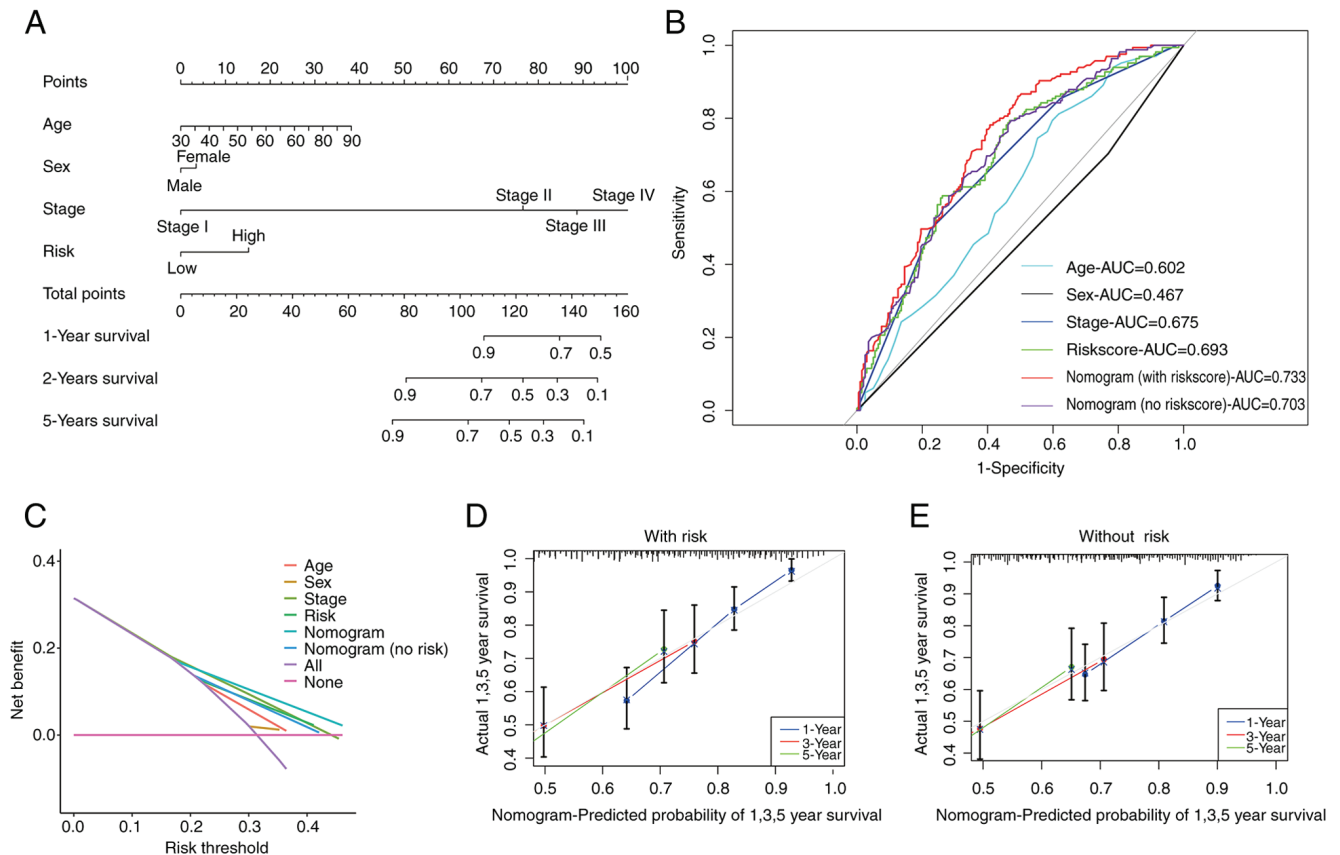 A
Points
0 10 20 30 40 50 60 70 80 90 100
Age
30 40 50 60 70 80 90
Sex
Female
Male
Stage
Stage II Stage IV
Stage I Stage III
Risk
High
Low
Total points
0 20 40 60 80 100 120 140 160
1-Year survival
0.9 0.7 0.5
2-Years survival
0.9 0.7 0.5 0.3 0.1
5-Years survival
0.9 0.7 0.5 0.3 0.1
B
Sensitivity
1.0
0.8
0.6
0.4
0.2
0.0
Age-AUC=0.602
Sex-AUC=0.467
Stage-AUC=0.675
Riskscore-AUC=0.693
Nomogram (with riskscore)-AUC=0.733
Nomogram (no riskscore)-AUC=0.703
0.0 0.2 0.4 0.6 0.8 1.0
1-Specificity
C
Net benefit
0.4
0.2
0.0
Age
Sex
Stage
Risk
Nomogram
Nomogram (no risk)
All
None
0.0 0.1 0.2 0.3 0.4
Risk threshold
D
With risk
Actual 1,3,5 year survival
1.0
0.9
0.8
0.7
0.6
0.5
0.4
1-Year
3-Year
5-Year
0.5 0.6 0.7 0.8 0.9 1.0
Nomogram-Predicted probability of 1,3,5 year survival
E
Without risk
Actual 1,3,5 year survival
1.0
0.9
0.8
0.7
0.6
0.5
0.4
1-Year
3-Year
5-Year
0.5 0.6 0.7 0.8 0.9 1.0
Nomogram-Predicted probability of 1,3,5 year survival